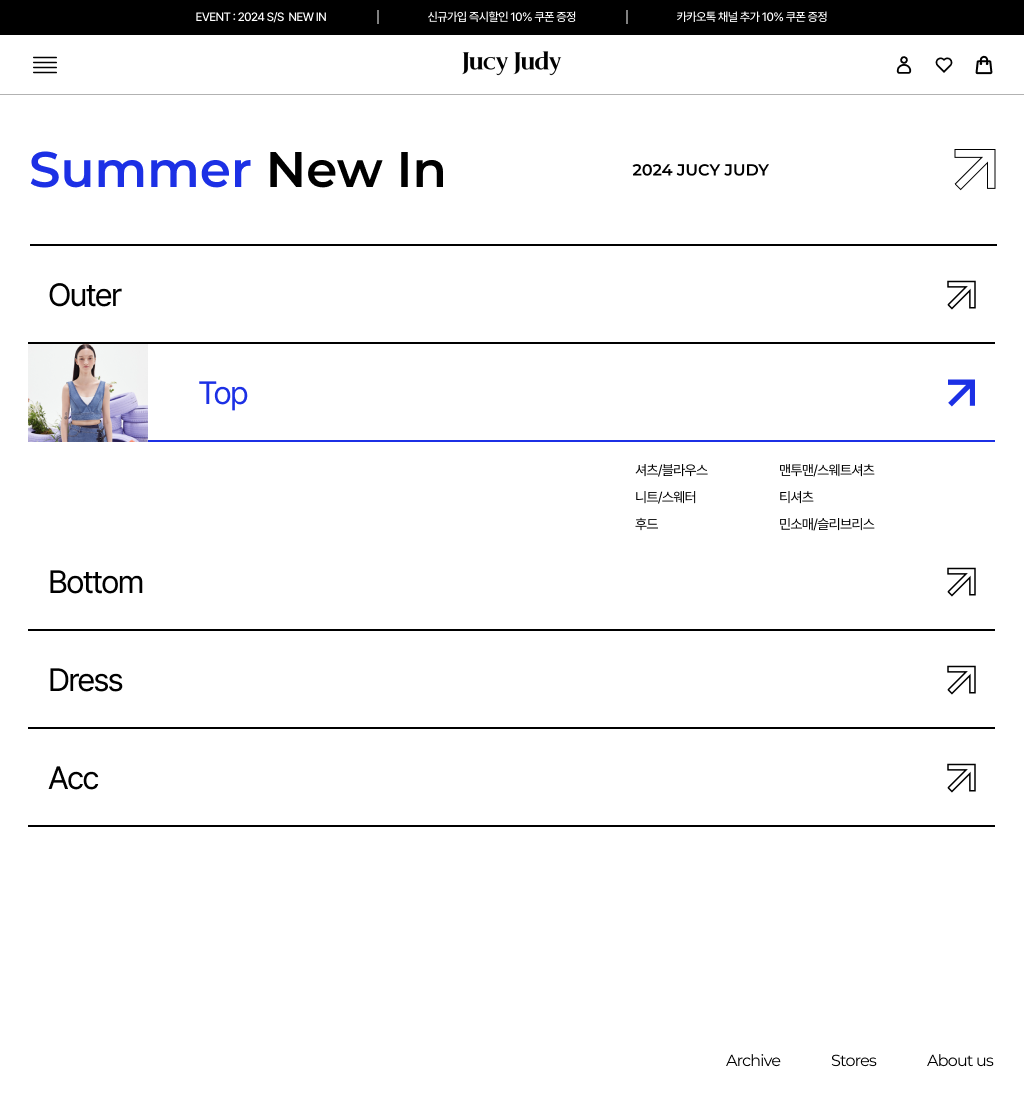 EVENT : 2024 S/S NEW IN | 신규가입 즉시할인 10% 쿠폰 증정 | 카카오톡 채널 추가 10% 쿠폰 증정
Jucy Judy
Summer New In
2024 JUCY JUDY
Outer
Top
셔츠/블라우스 맨투맨/스웨트셔츠
니트/스웨터 티셔츠
후드 민소매/슬리브리스
Bottom
Dress
Acc
Archive Stores About us